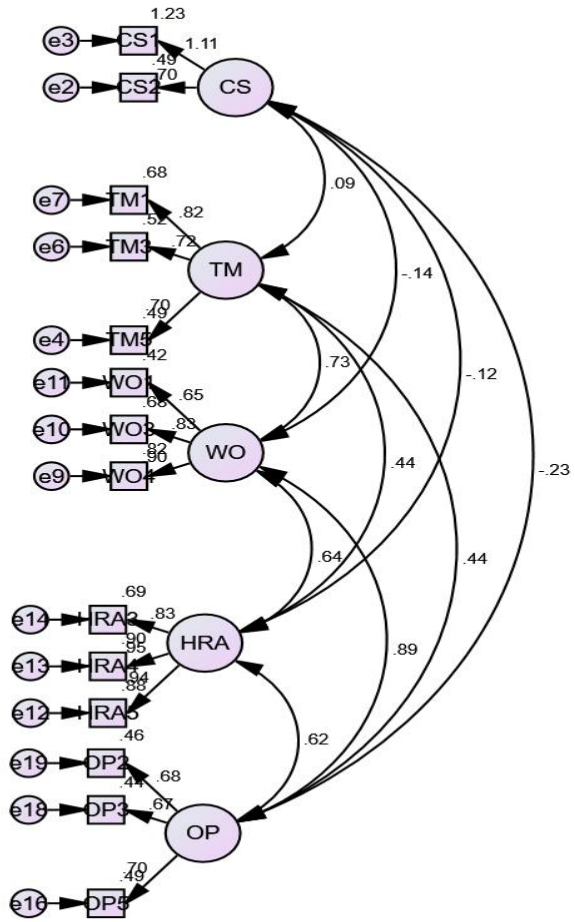 1.23
e3 CS1 1.11
.49
e2 CS2 .70 CS
.68
e7 TM1 .82 .09
.52
e6 TM3 .72
TM -.14
.70
.49
e4 TM5
.42 .73 -.12
e11 WO1 .65
.68
e10 WO3 .83
.82 WO .44 -.23
e9 WO4 .90
.64 .44
.69
e14 HRA3 .83
.90 HRA .89
e13 HRA4 .95
.94
.88
e12 HRA5
.46 .62
e19 OP2 .68
.44
e18 OP3 .67
OP
.70
.49
e16 OP5